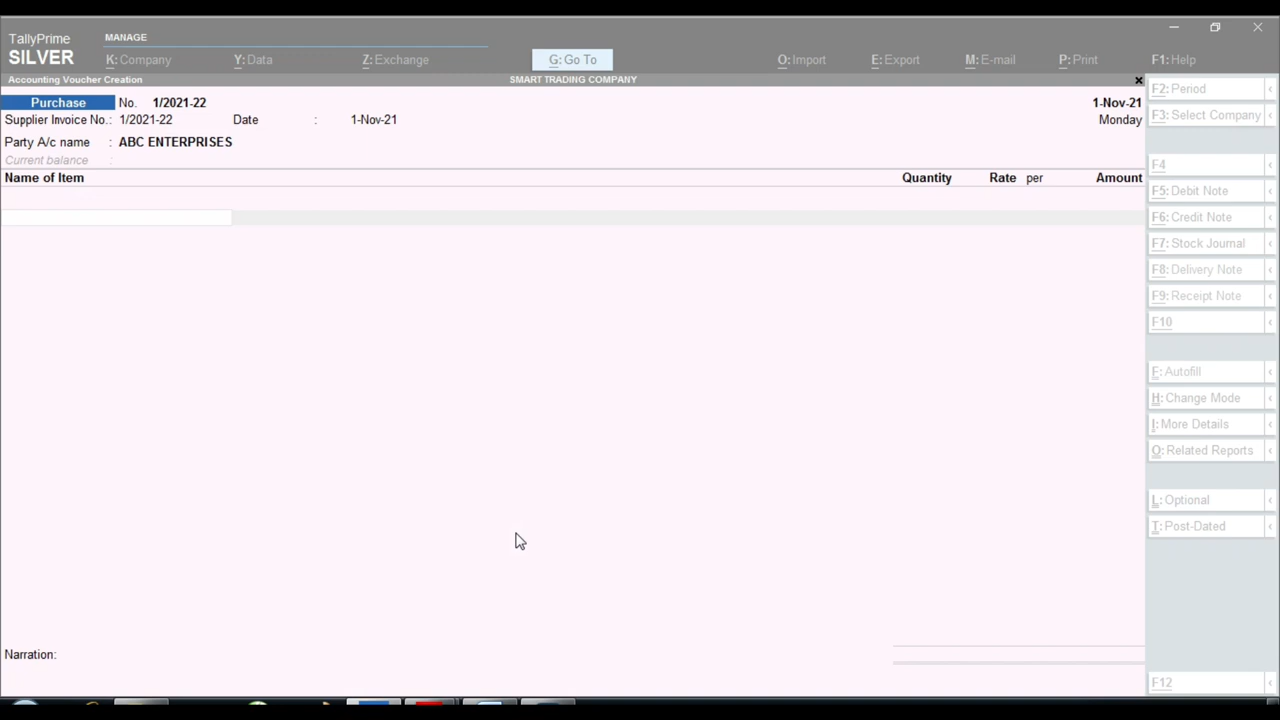 TallyPrime MANAGE
SILVER K: Company Y: Data Z: Exchange G: Go To O: Import E: Export M: E-mail P: Print F1: Help
Accounting Voucher Creation SMART TRADING COMPANY
Purchase No. 1/2021-22 1-Nov-21
Supplier Invoice No.: 1/2021-22 Date : 1-Nov-21 Monday
Party A/c name : ABC ENTERPRISES
Current balance :
Name of Item Quantity Rate per Amount
Narration:
F2: Period
F3: Select Company
F4
F5: Debit Note
F6: Credit Note
F7: Stock Journal
F8: Delivery Note
F9: Receipt Note
F10
F: Autofill
H: Change Mode
I: More Details
O: Related Reports
L: Optional
T: Post-Dated
F12